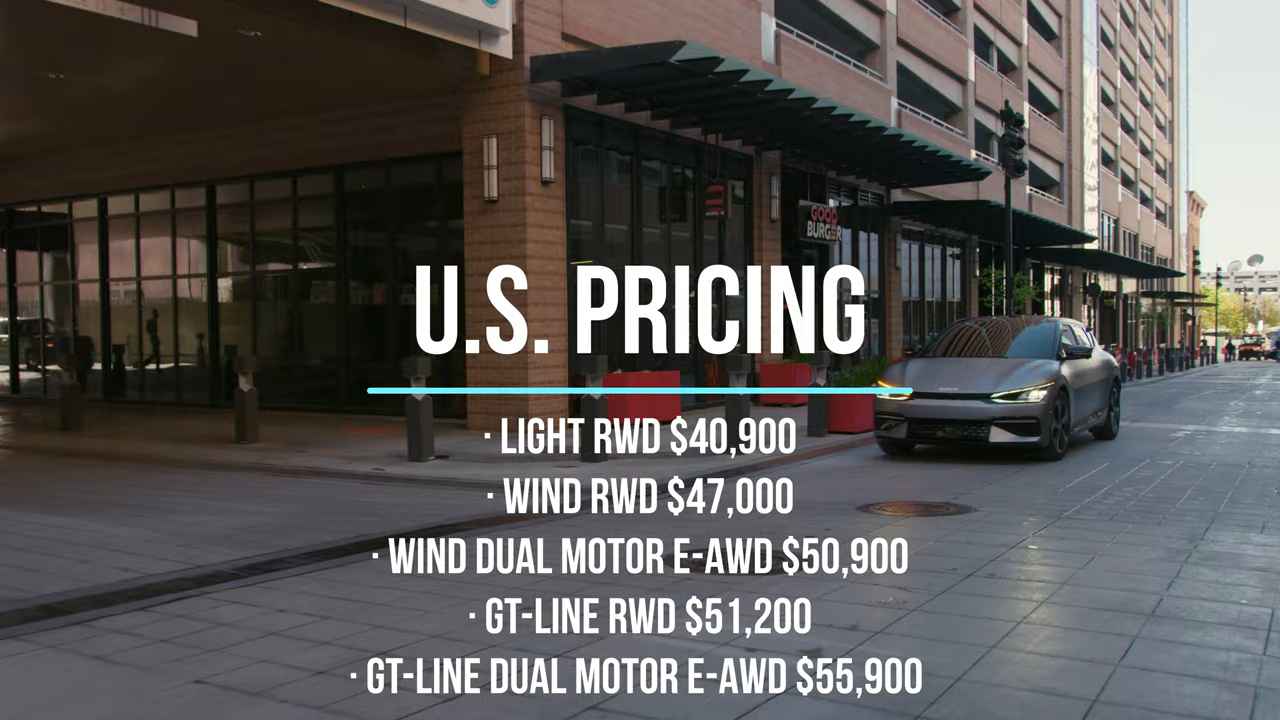 GOOD
BURGER
U.S. PRICING
· LIGHT RWD $40,900
· WIND RWD $47,000
· WIND DUAL MOTOR E-AWD $50,900
· GT-LINE RWD $51,200
· GT-LINE DUAL MOTOR E-AWD $55,900